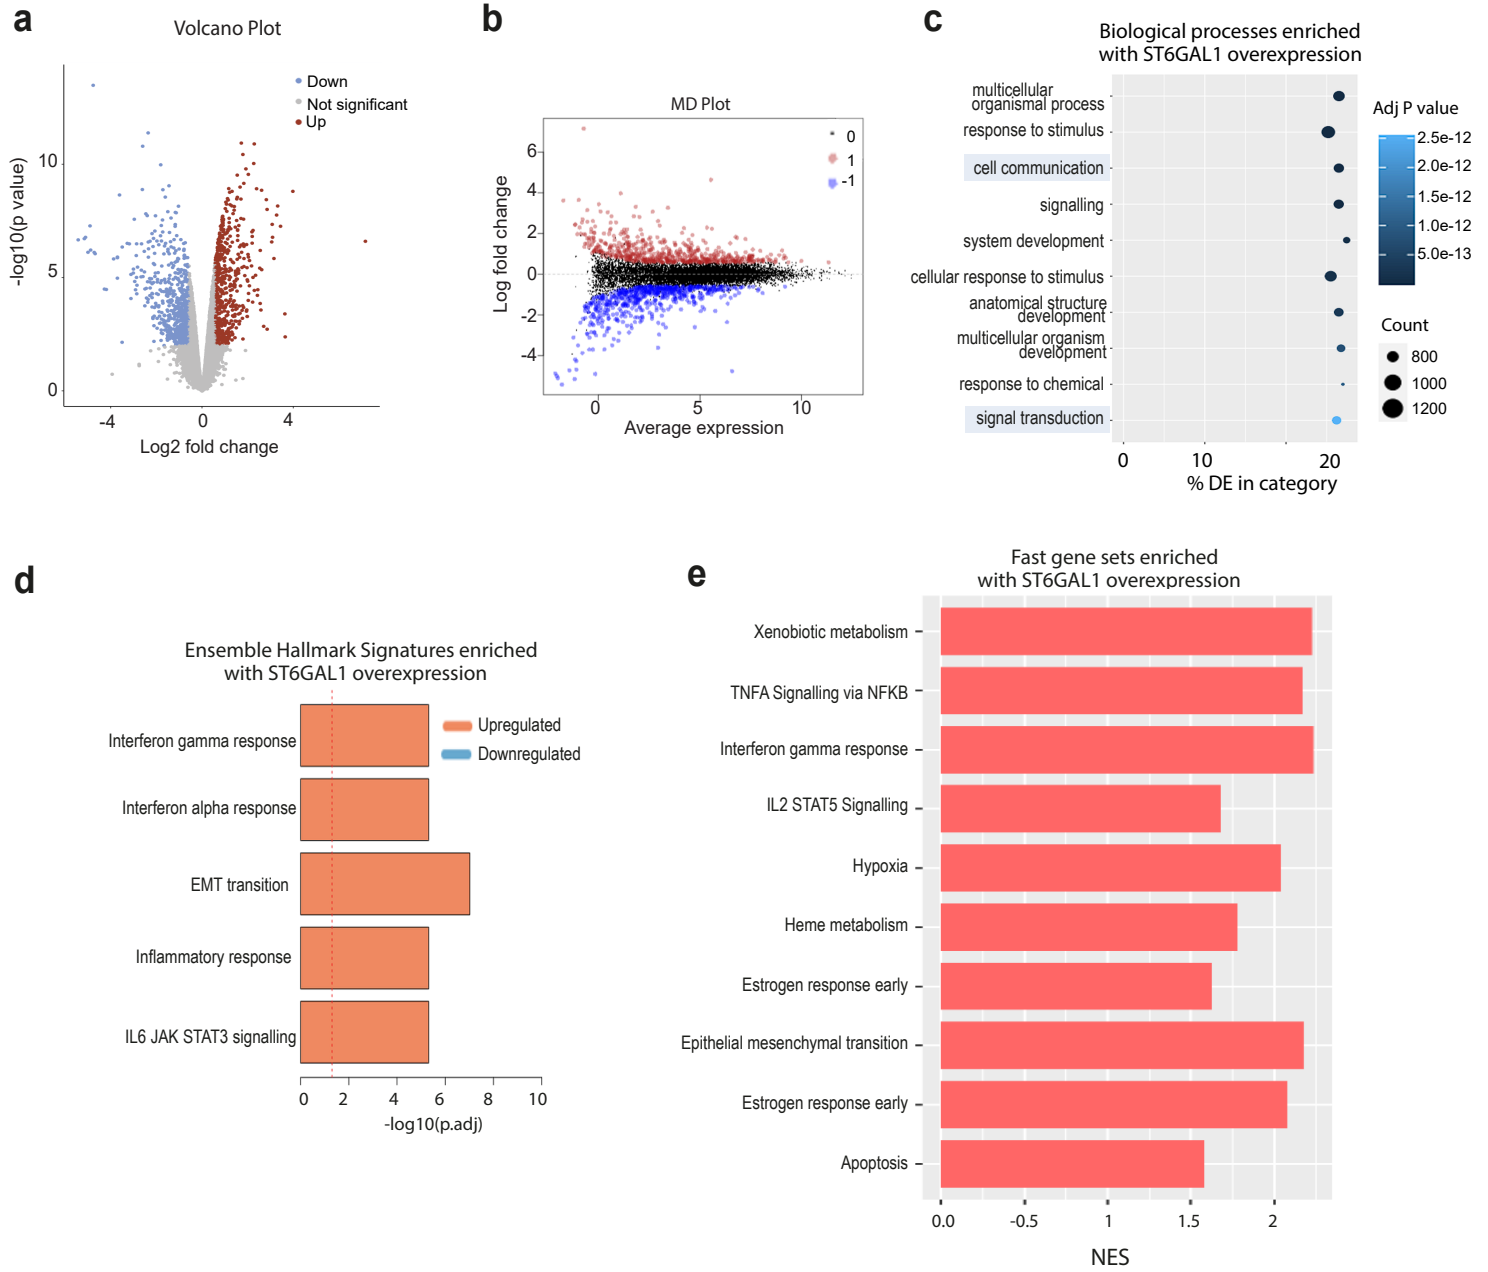 a
Volcano Plot
Down
Not significant
Up
-log10(p value)
10
5
0
-4
0
4
Log2 fold change
b
MD Plot
0
1
-1
Log fold change
6
4
2
0
-2
-4
0
5
10
Average expression
c
Biological processes enriched
with ST6GAL1 overexpression
multicellular
organismal process
response to stimulus
cell communication
signalling
system development
cellular response to stimulus
anatomical structure
development
multicellular organism
development
response to chemical
signal transduction
0
10
20
% DE in category
Adj P value
2.5e-12
2.0e-12
1.5e-12
1.0e-12
5.0e-13
Count
800
1000
1200
d
Ensemble Hallmark Signatures enriched
with ST6GAL1 overexpression
Upregulated
Downregulated
Interferon gamma response
Interferon alpha response
EMT transition
Inflammatory response
IL6 JAK STAT3 signalling
0
2
4
6
8
10
-log10(p.adj)
e
Fast gene sets enriched
with ST6GAL1 overexpression
Xenobiotic metabolism
TNFA Signalling via NFKB
Interferon gamma response
IL2 STAT5 Signalling
Hypoxia
Heme metabolism
Estrogen response early
Epithelial mesenchymal transition
Estrogen response early
Apoptosis
0.0
-0.5
1
1.5
2
NES